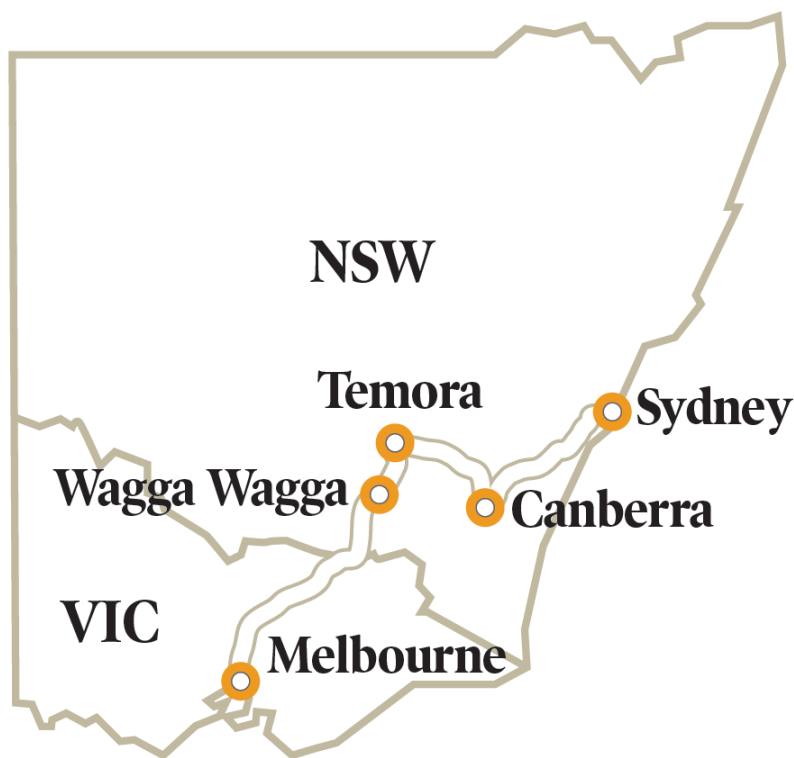 NSW
Temora
Sydney
Wagga Wagga
Canberra
VIC
Melbourne